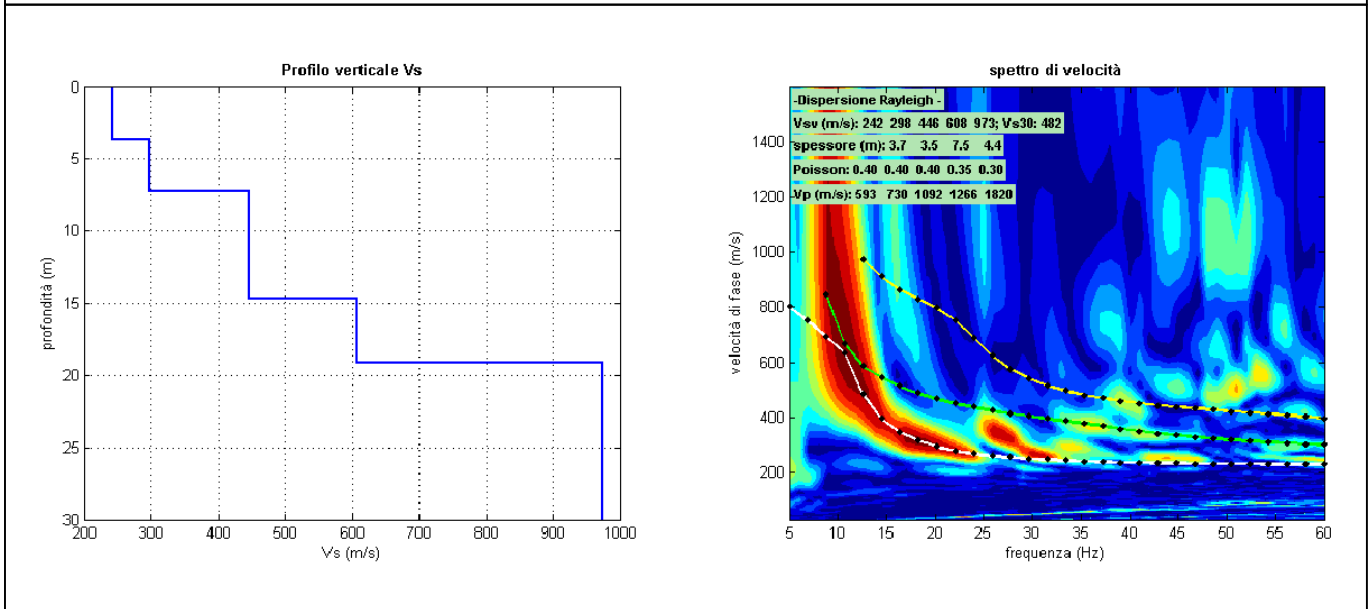 Profilo verticale Vs
0
5
10
15
20
25
30
profondità (m)
200 300 400 500 600 700 800 900 1000
Vs (m/s)
spettro di velocità
-Dispersione Rayleigh -
Vsv (m/s): 242 298 446 608 973; Vs30: 482
spessore (m): 3.7 3.5 7.5 4.4
Poisson: 0.40 0.40 0.40 0.35 0.30
Vp (m/s): 593 730 1092 1266 1820
1400
1200
1000
800
600
400
200
velocità di fase (m/s)
5 10 15 20 25 30 35 40 45 50 55 60
frequenza (Hz)